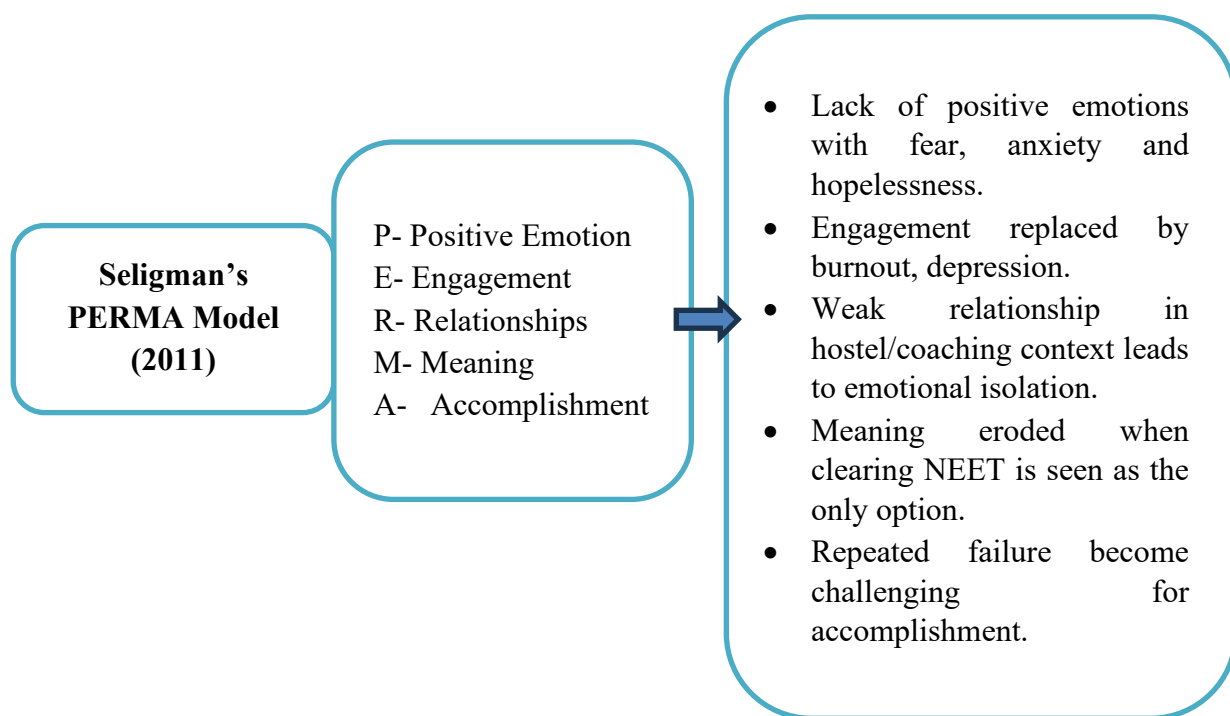 Seligman's
PERMA Model
(2011)
P- Positive Emotion
E- Engagement
R- Relationships
M- Meaning
A- Accomplishment
• Lack of positive emotions
with fear, anxiety and
hopelessness.
• Engagement replaced by
burnout, depression.
• Weak relationship in
hostel/coaching context leads
to emotional isolation.
• Meaning eroded when
clearing NEET is seen as the
only option.
• Repeated failure become
challenging for
accomplishment.